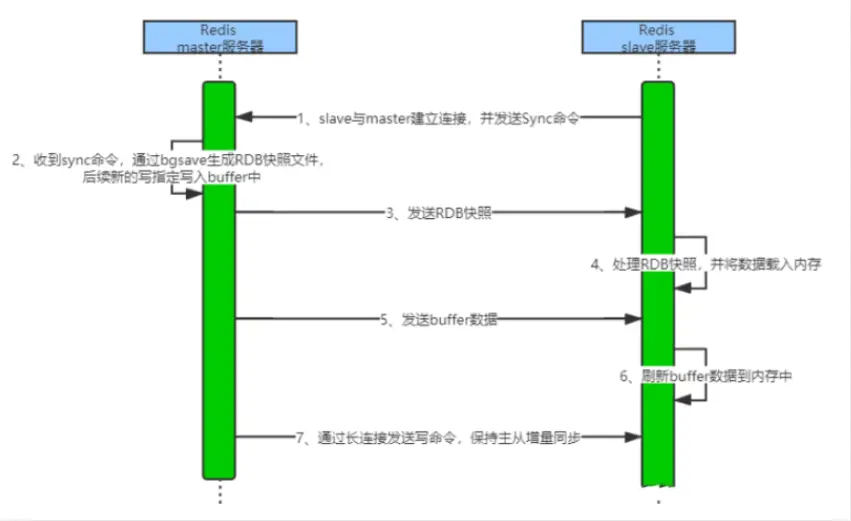 Redis
master服务器
Redis
slave服务器
1、slave与master建立连接，并发送Sync命令
2、收到sync命令，通过bgsave生成RDB快照文件，
后续新的写指定写入buffer中
3、发送RDB快照
4、处理RDB快照，并将数据载入内存
5、发送buffer数据
6、刷新buffer数据到内存中
7、通过长连接发送写命令，保持主从增量同步